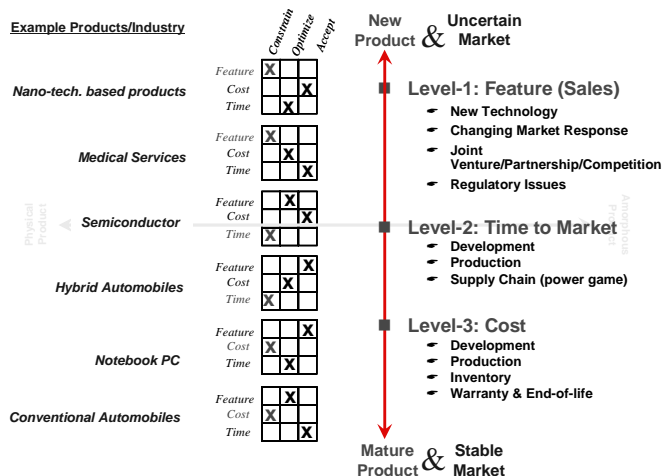 Example Products/Industry
Constrain
Optimize
Accept
New
Product & Uncertain
Market
Nano-tech. based products
Feature X
Cost X
Time X
Level-1: Feature (Sales)
New Technology
Changing Market Response
Joint
Venture/Partnership/Competition
Regulatory Issues
Medical Services
Feature X
Cost X
Time X
Semiconductor
Feature X
Cost X
Time X
Physical
Product
Amorphous
Product
Level-2: Time to Market
Development
Production
Supply Chain (power game)
Hybrid Automobiles
Feature X
Cost X
Time X
Level-3: Cost
Development
Production
Inventory
Warranty & End-of-life
Notebook PC
Feature X
Cost X
Time X
Conventional Automobiles
Feature X
Cost X
Time X
Mature
Product & Stable
Market